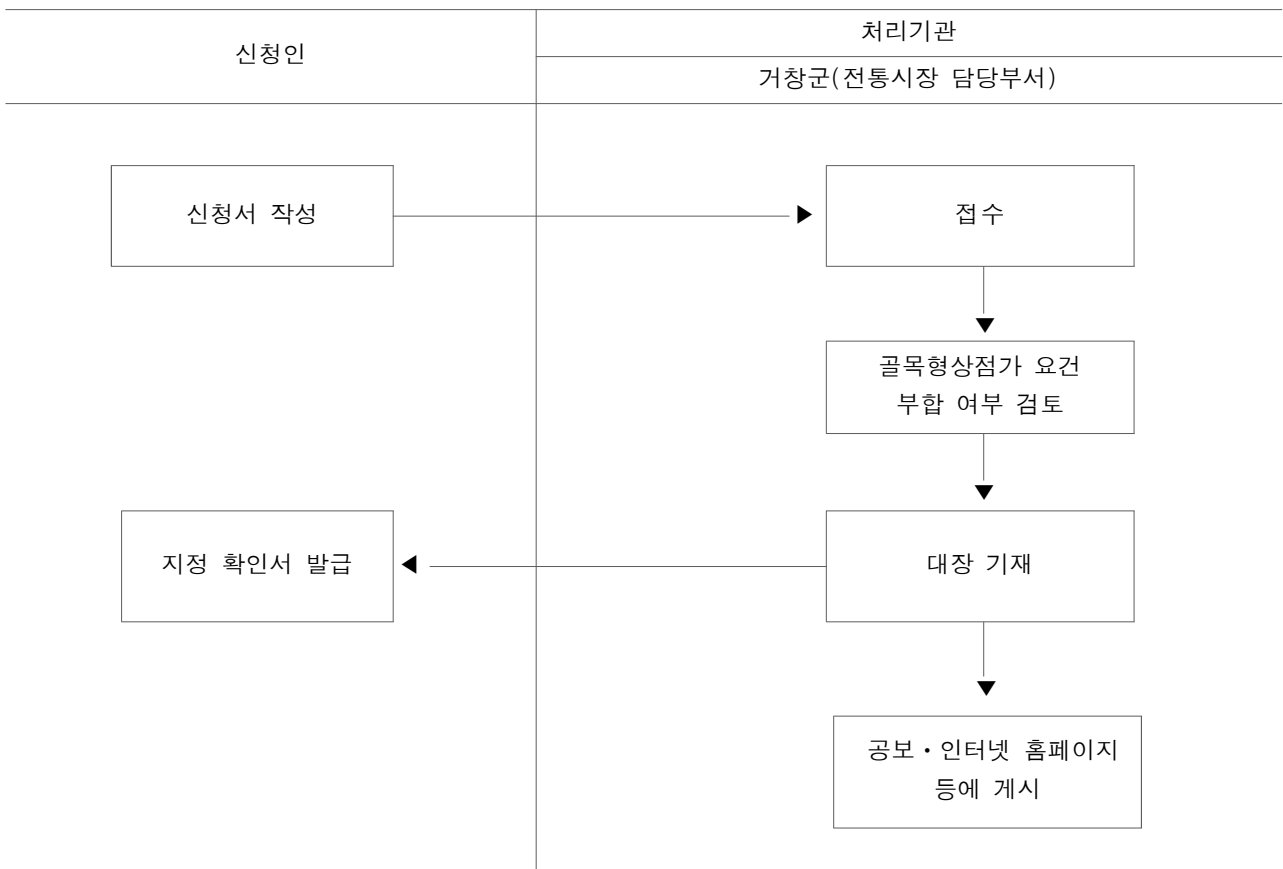 신청인
처리기관
거창군(전통시장 담당부서)
신청서 작성
접수
골목형상점가 요건
부합 여부 검토
지정 확인서 발급
대장 기재
공보·인터넷 홈페이지
등에 게시